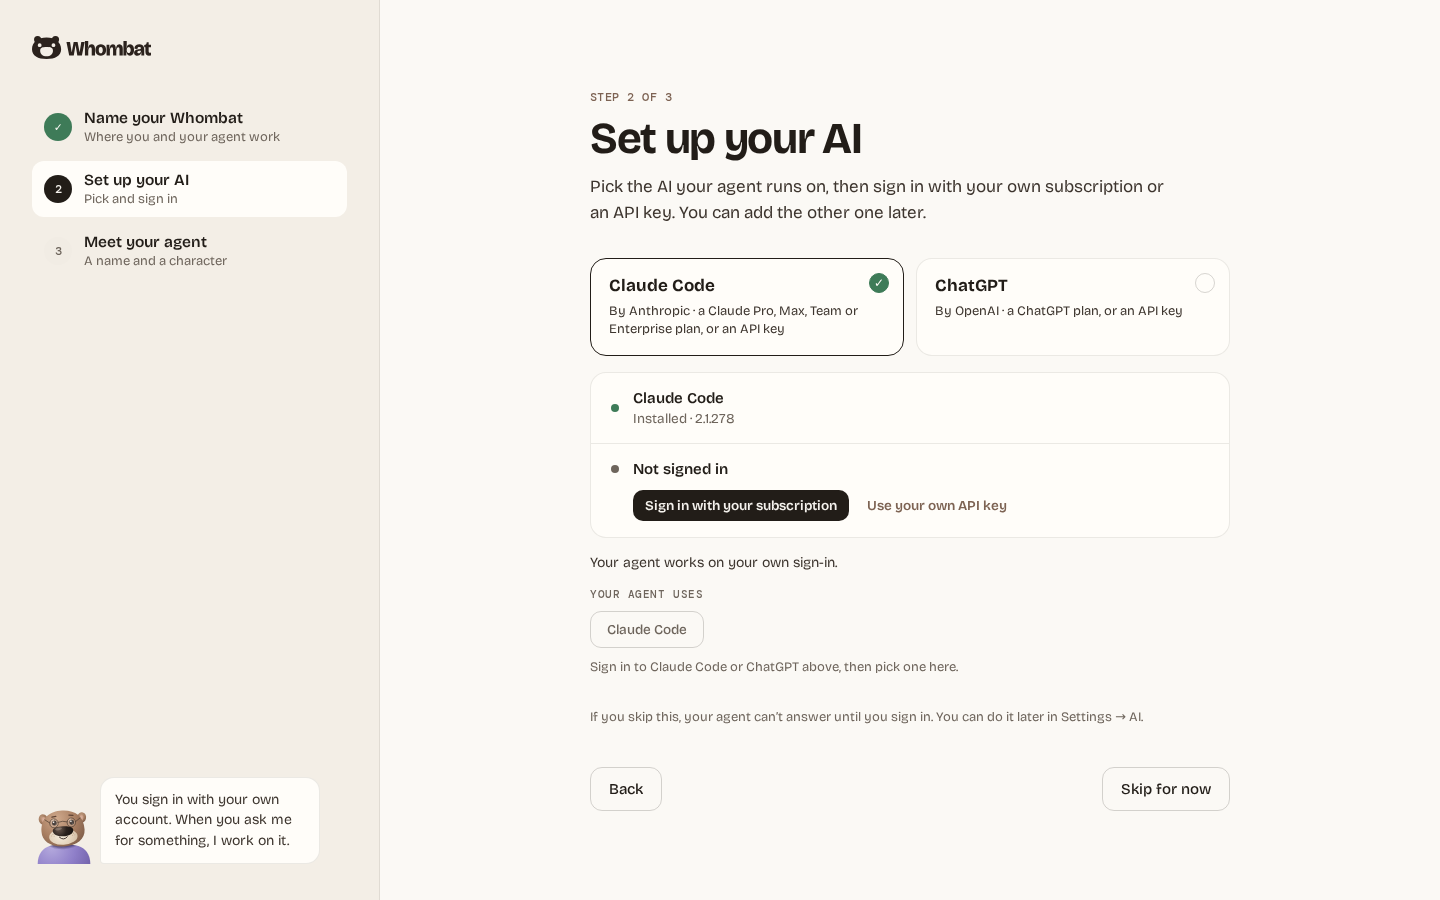 Whombat
✓
Name your Whombat
Where you and your agent work
2
Set up your AI
Pick and sign in
3
Meet your agent
A name and a character
You sign in with your own
account. When you ask me
for something, I work on it.
STEP 2 OF 3
Set up your AI
Pick the AI your agent runs on, then sign in with your own subscription or
an API key. You can add the other one later.
Claude Code
✓
By Anthropic · a Claude Pro, Max, Team or
Enterprise plan, or an API key
ChatGPT
By OpenAI · a ChatGPT plan, or an API key
Claude Code
Installed · 2.1.278
Not signed in
Sign in with your subscription
Use your own API key
Your agent works on your own sign-in.
YOUR AGENT USES
Claude Code
Sign in to Claude Code or ChatGPT above, then pick one here.
If you skip this, your agent can't answer until you sign in. You can do it later in Settings → AI.
Back
Skip for now